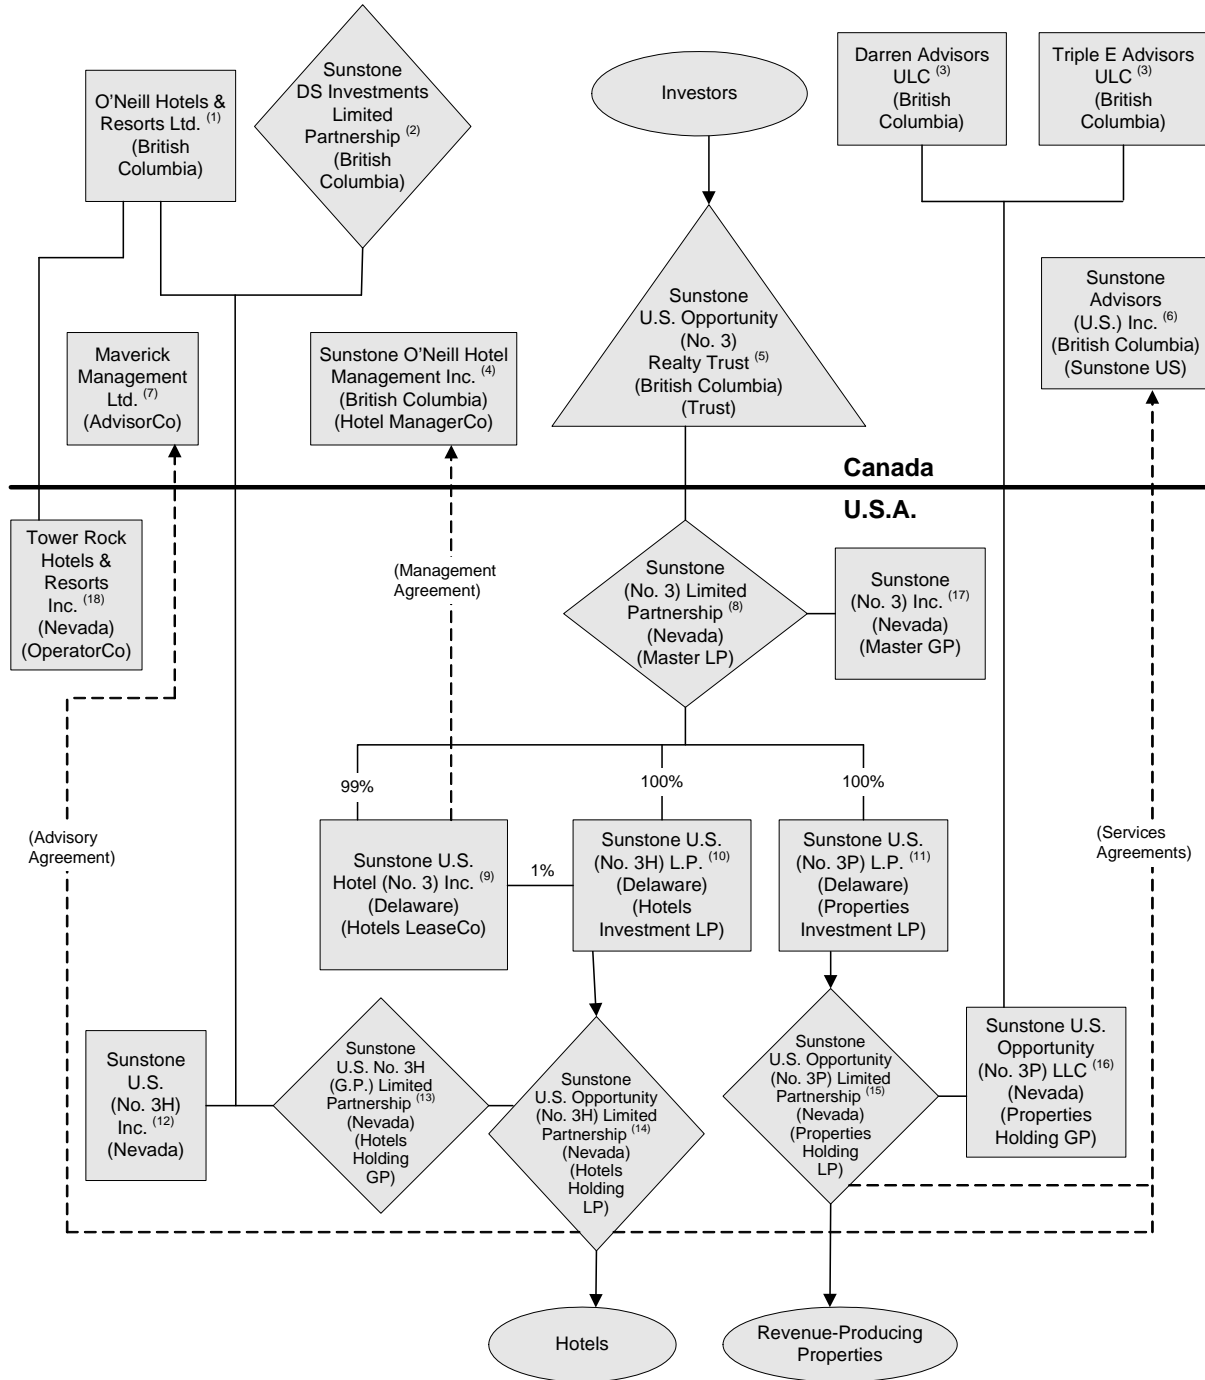 O'Neill Hotels &
Resorts Ltd. (1)
(British
Columbia)
Sunstone
DS Investments
Limited
Partnership (2)
(British
Columbia)
Investors
Darren Advisors
ULC (3)
(British
Columbia)
Triple E Advisors
ULC (3)
(British
Columbia)
Maverick
Management
Ltd. (7)
(AdvisorCo)
Sunstone O'Neill Hotel
Management Inc. (4)
(British Columbia)
(Hotel ManagerCo)
Sunstone
U.S. Opportunity
(No. 3)
Realty Trust (5)
(British Columbia)
(Trust)
Sunstone
Advisors
(U.S.) Inc. (6)
(British Columbia)
(Sunstone US)
Canada
U.S.A.
Tower Rock
Hotels &
Resorts
Inc. (18)
(Nevada)
(OperatorCo)
(Management
Agreement)
Sunstone
(No. 3) Limited
Partnership (8)
(Nevada)
(Master LP)
Sunstone
(No. 3) Inc. (17)
(Nevada)
(Master GP)
99%
100%
100%
(Advisory
Agreement)
Sunstone U.S.
Hotel (No. 3) Inc. (9)
(Delaware)
(Hotels LeaseCo)
1%
Sunstone U.S.
(No. 3H) L.P. (10)
(Delaware)
(Hotels
Investment LP)
Sunstone U.S.
(No. 3P) L.P. (11)
(Delaware)
(Properties
Investment LP)
(Services
Agreements)
Sunstone
U.S.
(No. 3H)
Inc. (12)
(Nevada)
Sunstone
U.S. No. 3H
(G.P.) Limited
Partnership (13)
(Nevada)
(Hotels
Holding
GP)
Sunstone
U.S. Opportunity
(No. 3H) Limited
Partnership (14)
(Nevada)
(Hotels
Holding
LP)
Sunstone
U.S. Opportunity
(No. 3P) Limited
Partnership (15)
(Nevada)
(Properties
Holding
LP)
Sunstone U.S.
Opportunity
(No. 3P) LLC (16)
(Nevada)
(Properties
Holding GP)
Hotels
Revenue-Producing
Properties